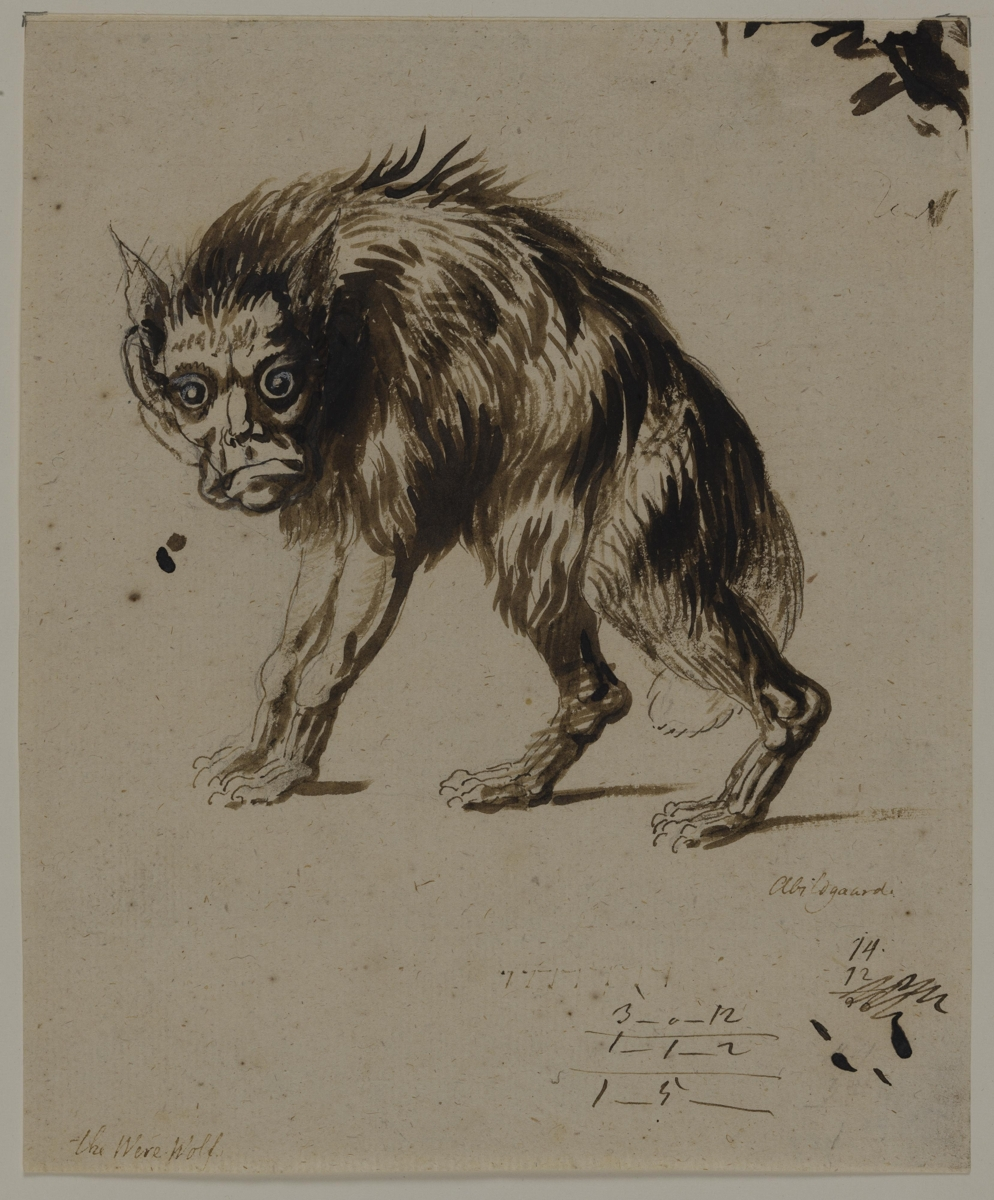 Abildgaard.
14.
12
3 – 0 – 12
1 – 1 – 2
1 – 5 –
the Were Wolf.